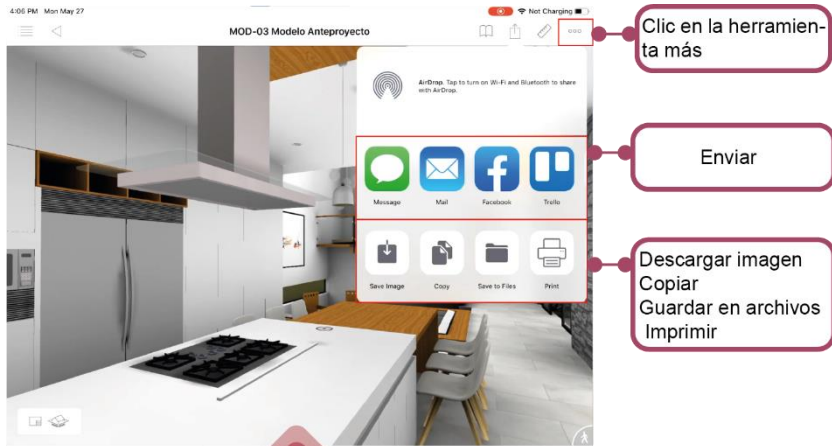 4:06 PM Mon May 27
Not Charging
MOD-03 Modelo Anteproyecto
Clic en la herramien-
ta más
AirDrop. Tap to turn on Wi-Fi and Bluetooth to share
with AirDrop.
Message Mail Facebook Trello
Enviar
Save Image Copy Save to Files Print
Descargar imagen
Copiar
Guardar en archivos
Imprimir